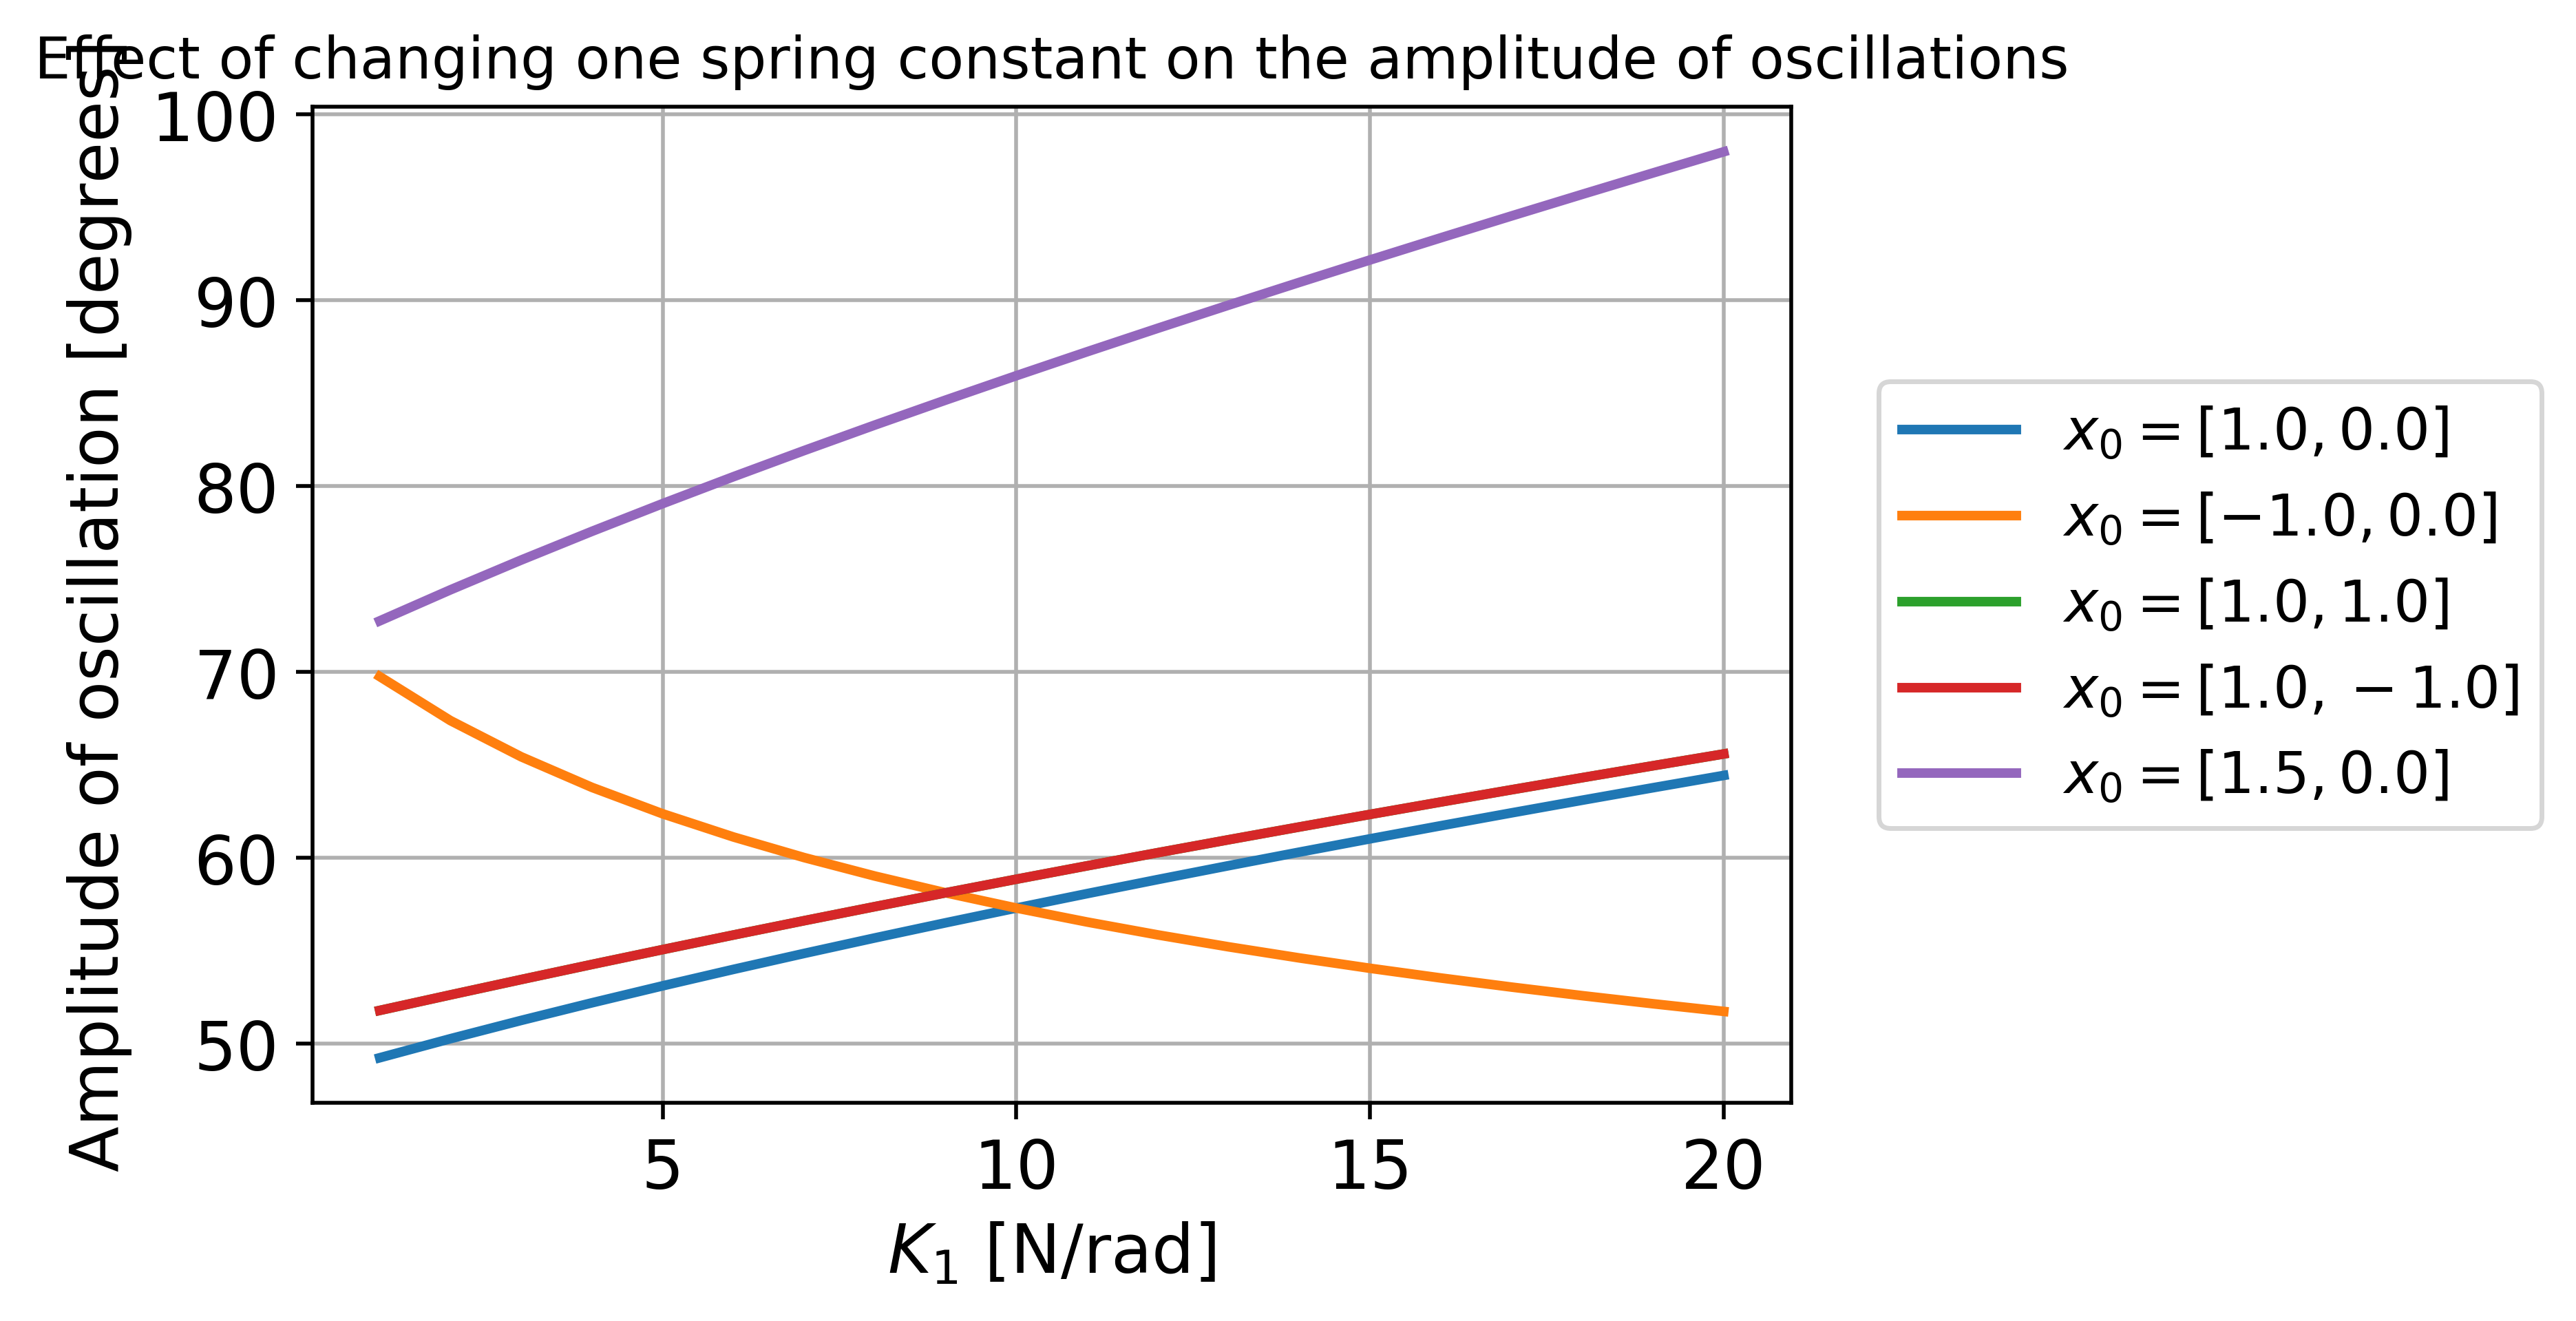 Effect of changing one spring constant on the amplitude of oscillations
Amplitude of oscillation [degrees]
100
90
80
70
60
50
5 10 15 20
K₁ [N/rad]
x₀ = [1.0, 0.0]
x₀ = [−1.0, 0.0]
x₀ = [1.0, 1.0]
x₀ = [1.0, − 1.0]
x₀ = [1.5, 0.0]